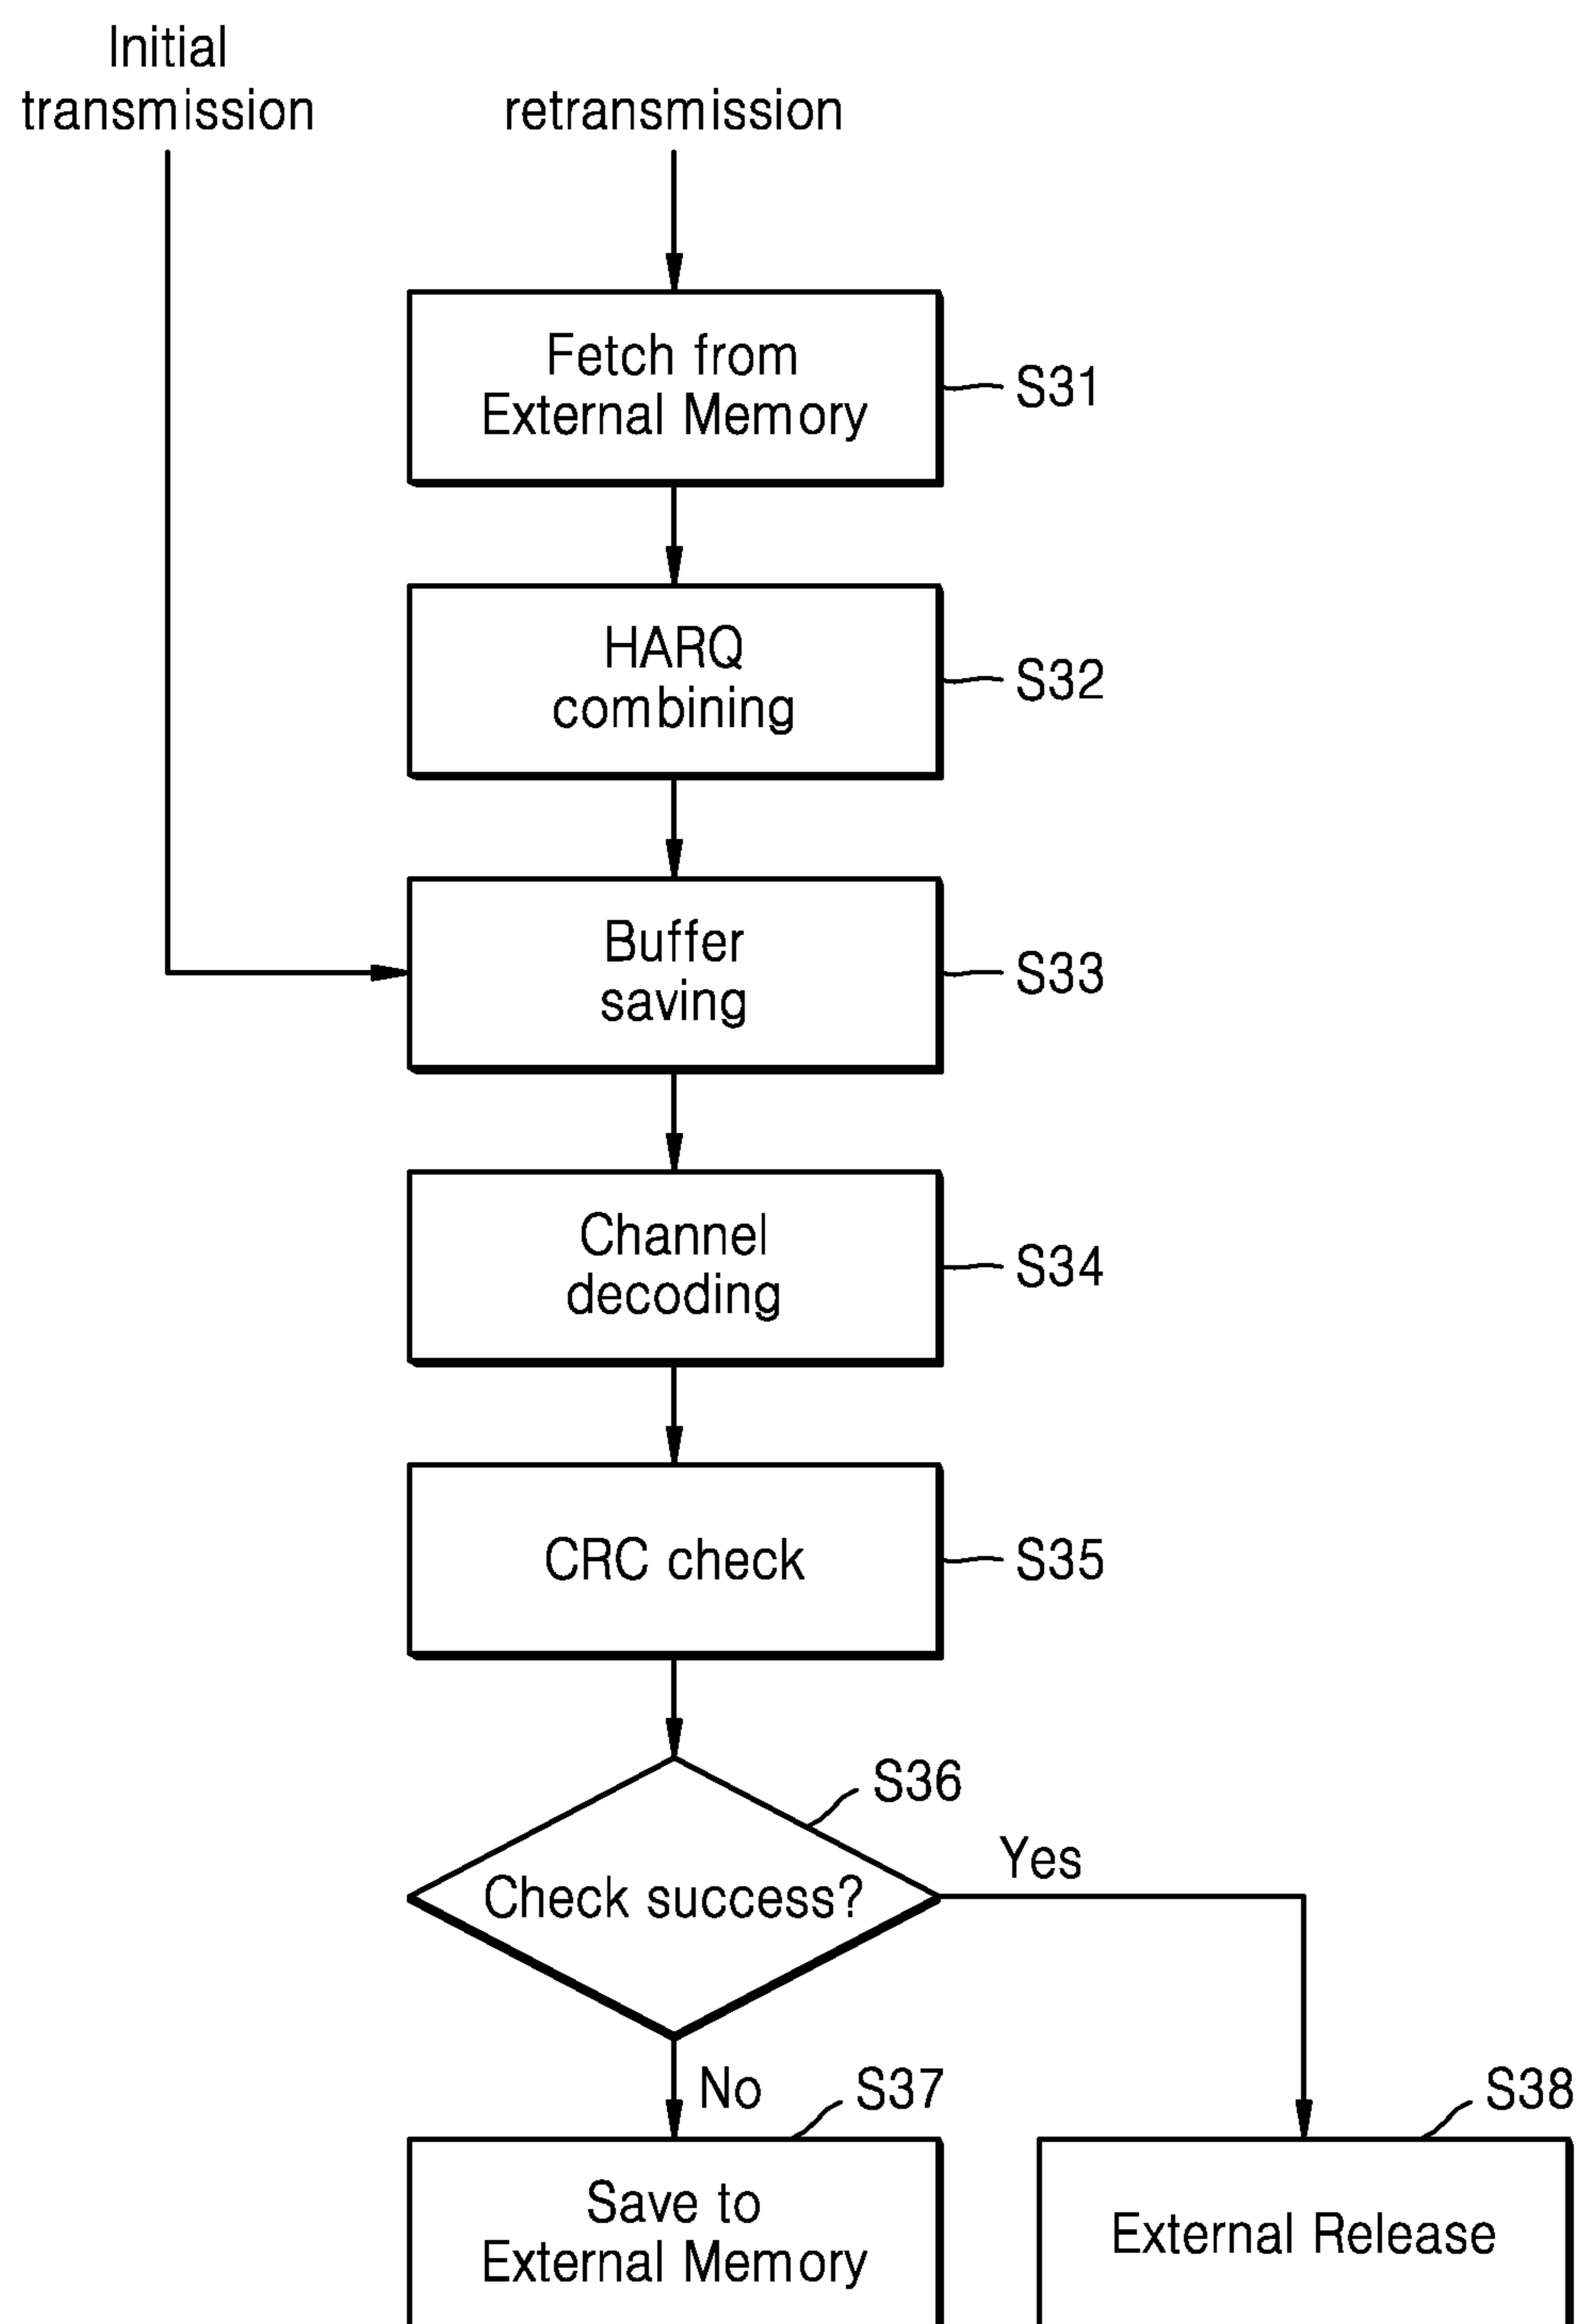 Initial
transmission
retransmission
Fetch from
External Memory
S31
HARQ
combining
S32
Buffer
saving
S33
Channel
decoding
S34
CRC check
S35
S36
Check success?
Yes
No
S37
S38
Save to
External Memory
External Release